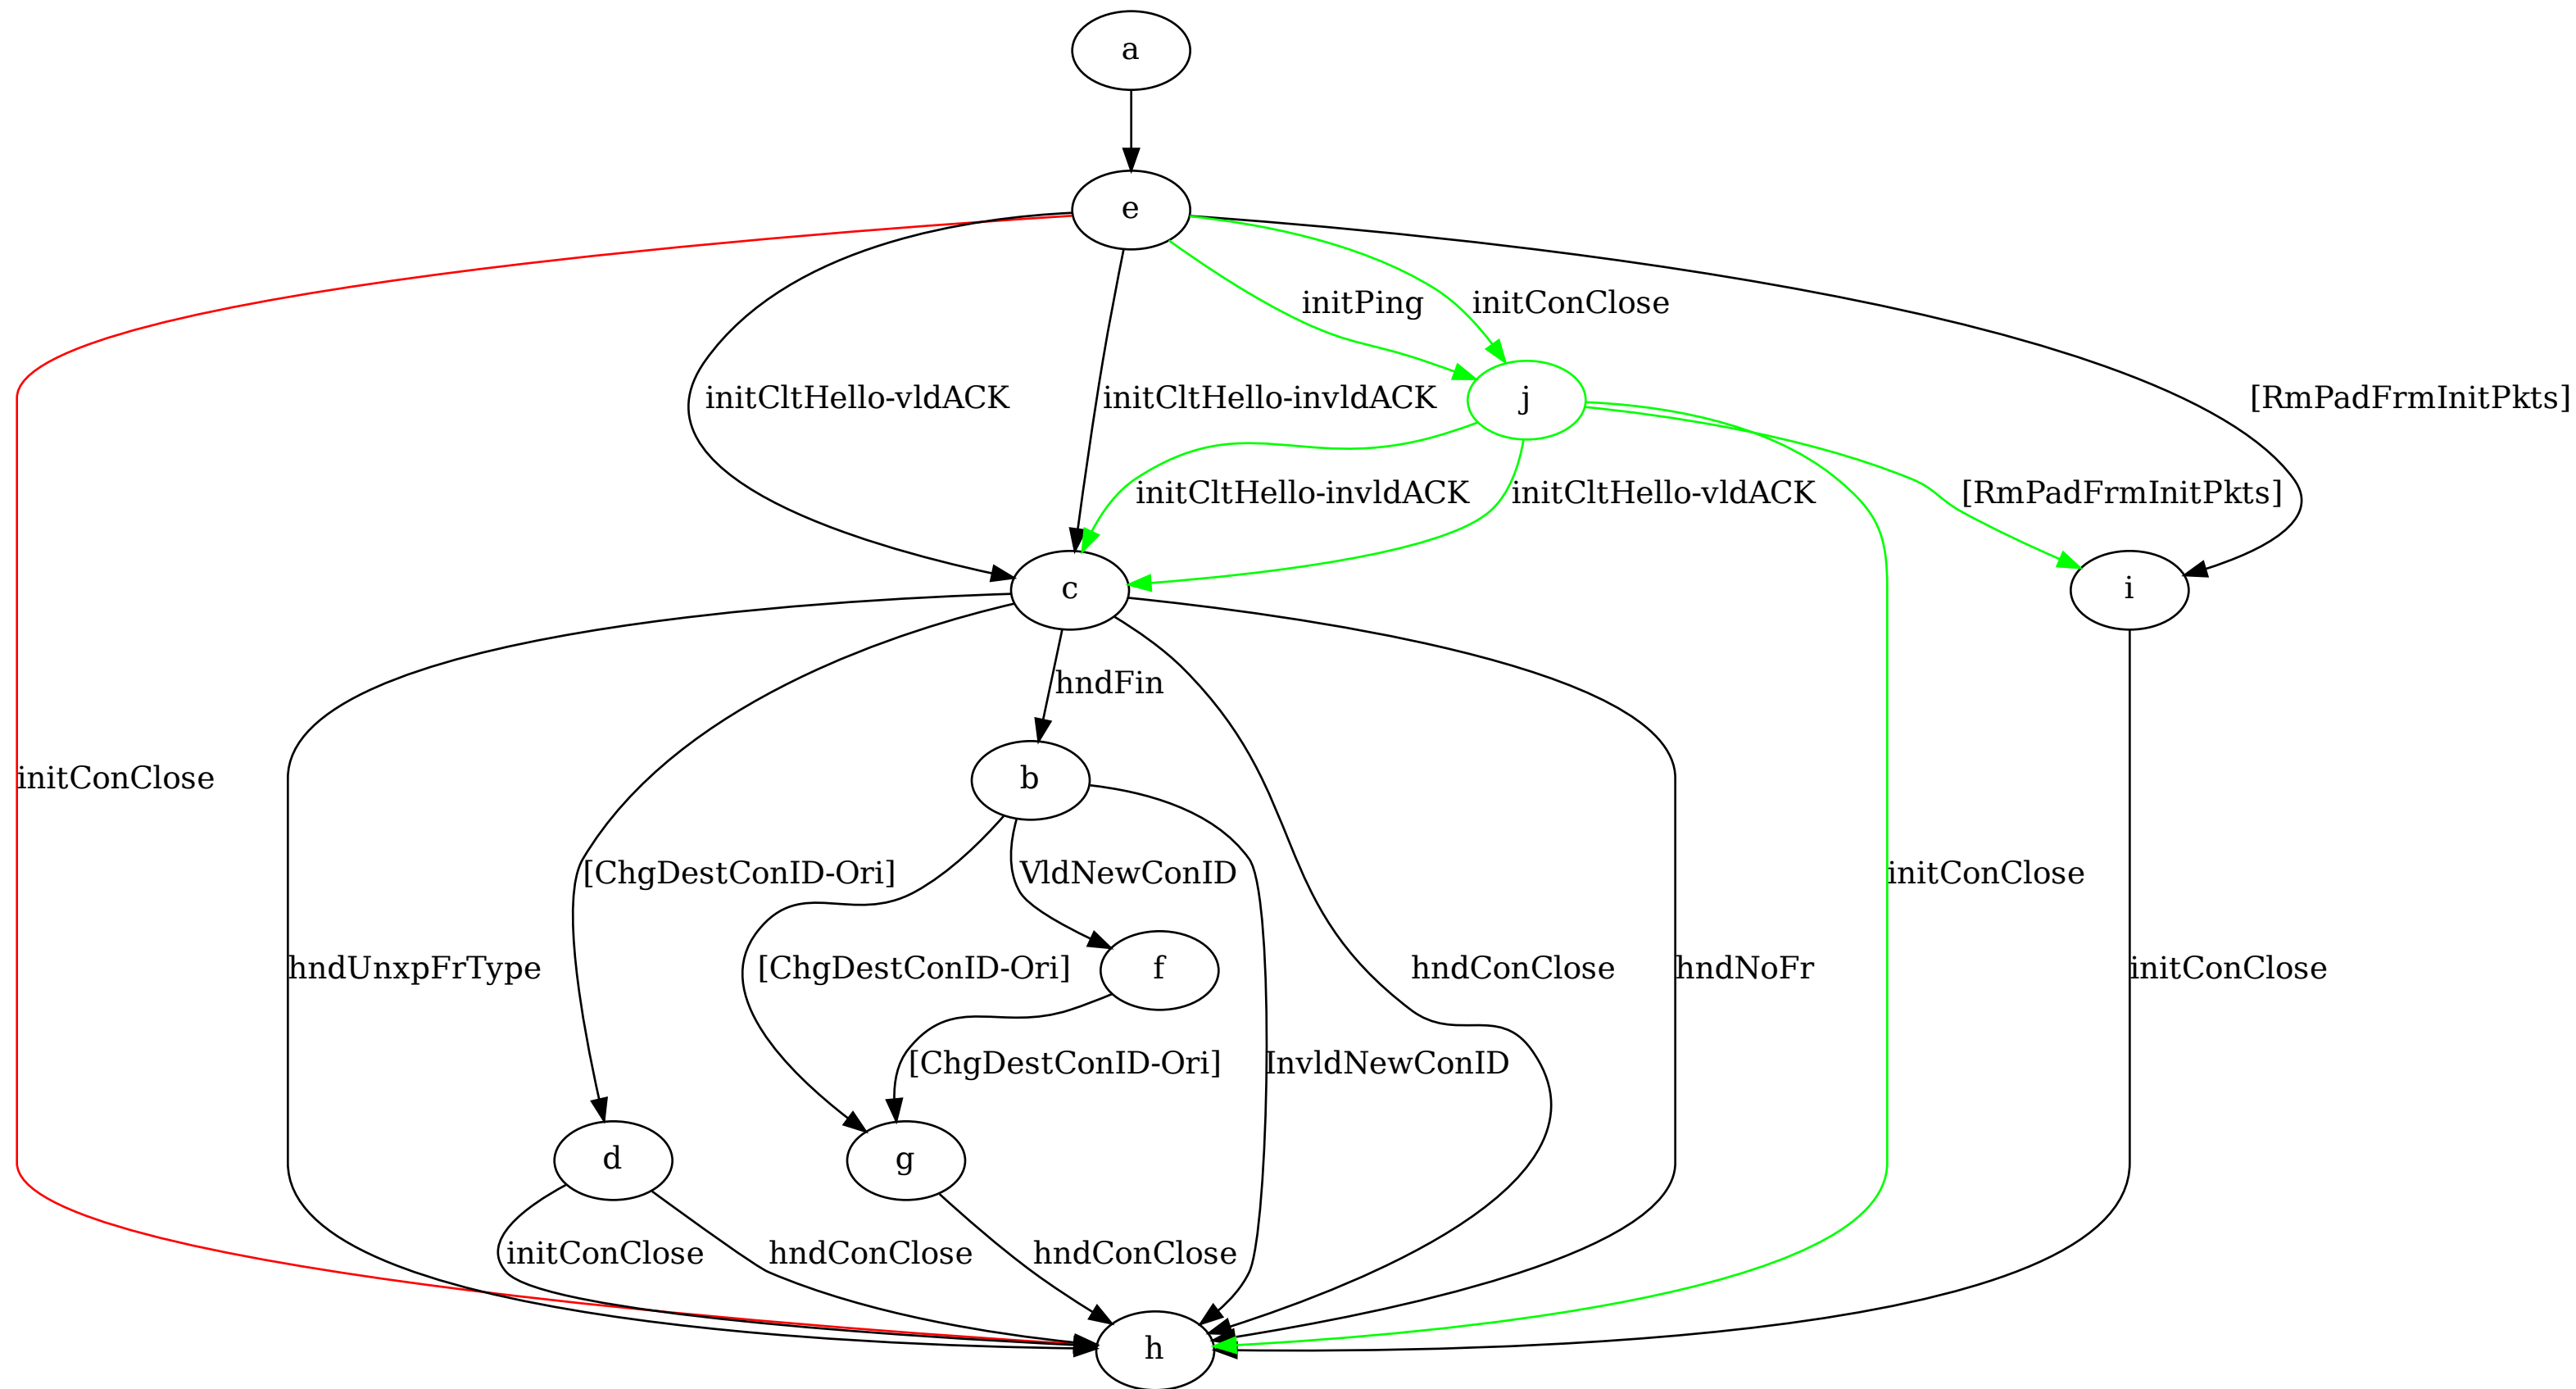 a
e
initPing
initConClose
initCltHello-vldACK
initCltHello-invldACK
j
[RmPadFrmInitPkts]
initCltHello-invldACK
initCltHello-vldACK
[RmPadFrmInitPkts]
c
i
hndFin
initConClose
b
[ChgDestConID-Ori]
VldNewConID
initConClose
hndUnxpFrType
[ChgDestConID-Ori]
f
hndConClose
hndNoFr
initConClose
[ChgDestConID-Ori]
InvldNewConID
d
g
initConClose
hndConClose
hndConClose
h